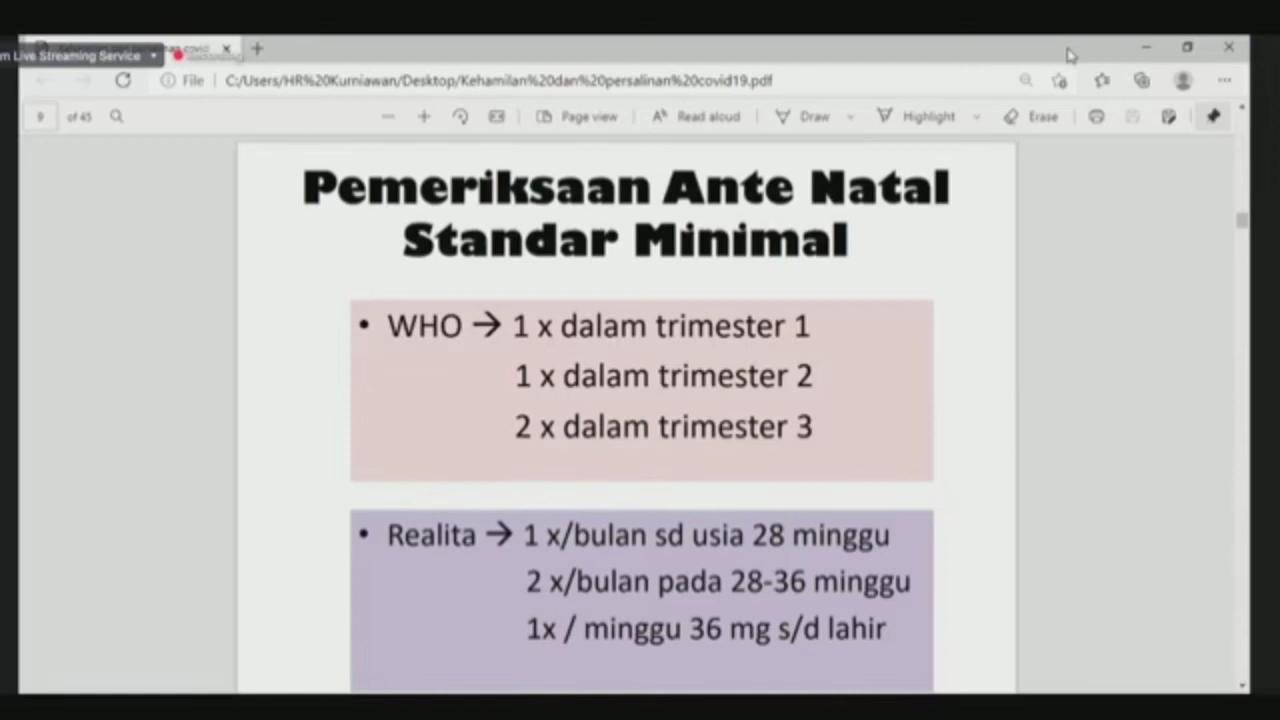 m Live Streaming Service
File
C:/Users/HR%20Kurniawan/Desktop/Kehamilan%20dan%20persalinan%20covid19.pdf
9 of 45
Page view
Read aloud
Draw
Highlight
Erase
Pemeriksaan Ante Natal
Standar Minimal
• WHO → 1 x dalam trimester 1
1 x dalam trimester 2
2 x dalam trimester 3
• Realita → 1 x/bulan sd usia 28 minggu
2 x/bulan pada 28-36 minggu
1x / minggu 36 mg s/d lahir